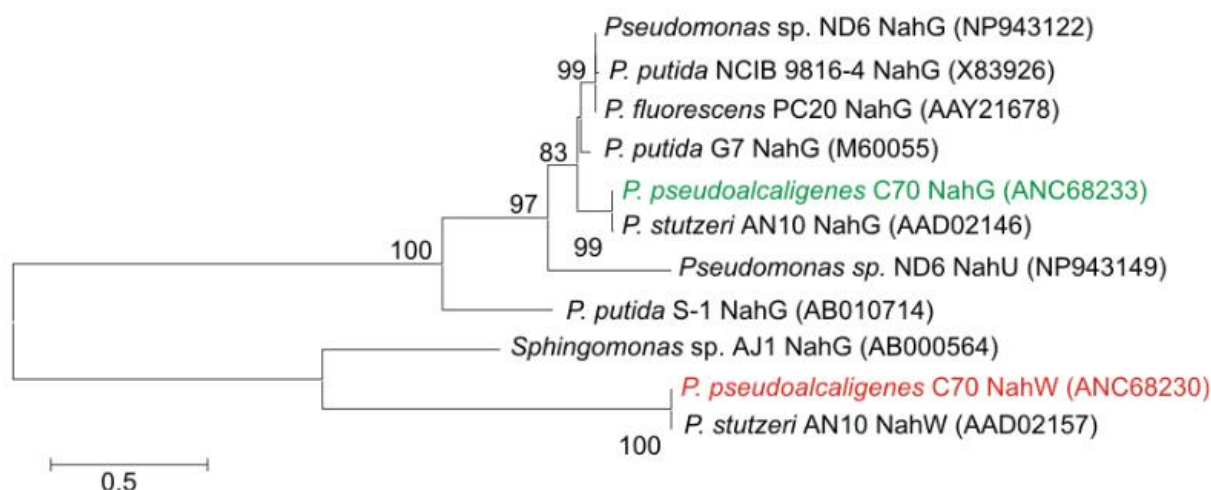 Pseudomonas sp. ND6 NahG (NP943122)
99
P. putida NCIB 9816-4 NahG (X83926)
P. fluorescens PC20 NahG (AAY21678)
P. putida G7 NahG (M60055)
83
P. pseudoalcaligenes C70 NahG (ANC68233)
97
P. stutzeri AN10 NahG (AAD02146)
100
99
Pseudomonas sp. ND6 NahU (NP943149)
P. putida S-1 NahG (AB010714)
Sphingomonas sp. AJ1 NahG (AB000564)
P. pseudoalcaligenes C70 NahW (ANC68230)
P. stutzeri AN10 NahW (AAD02157)
100
0.5